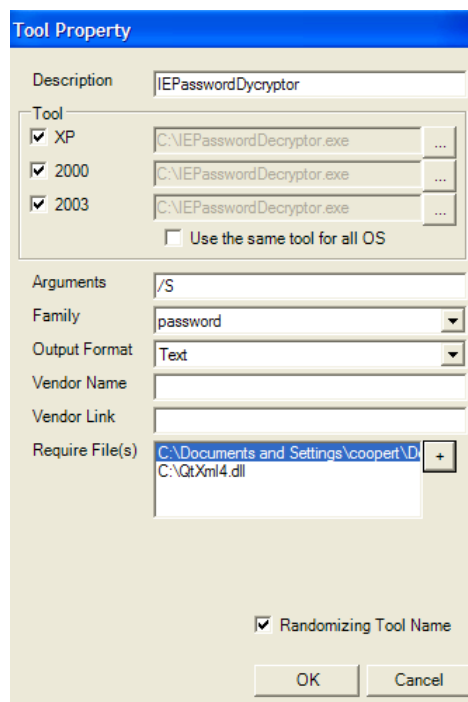 Tool Property
Description IEPasswordDycryptor
Tool
XP C:\IEPasswordDecryptor.exe ...
2000 C:\IEPasswordDecryptor.exe ...
2003 C:\IEPasswordDecryptor.exe ...
Use the same tool for all OS
Arguments /S
Family password
Output Format Text
Vendor Name
Vendor Link
Require File(s) C:\Documents and Settings\coopert\D +
C:\QtXml4.dll
Randomizing Tool Name
OK Cancel